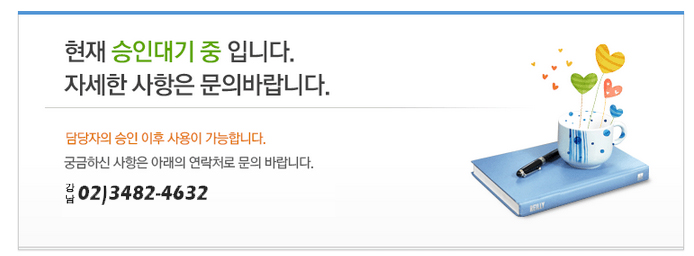 현재 승인대기 중 입니다.
자세한 사항은 문의바랍니다.
담당자의 승인 이후 사용이 가능합니다.
궁금하신 사항은 아래의 연락처로 문의 바랍니다.
강남 02)3482-4632